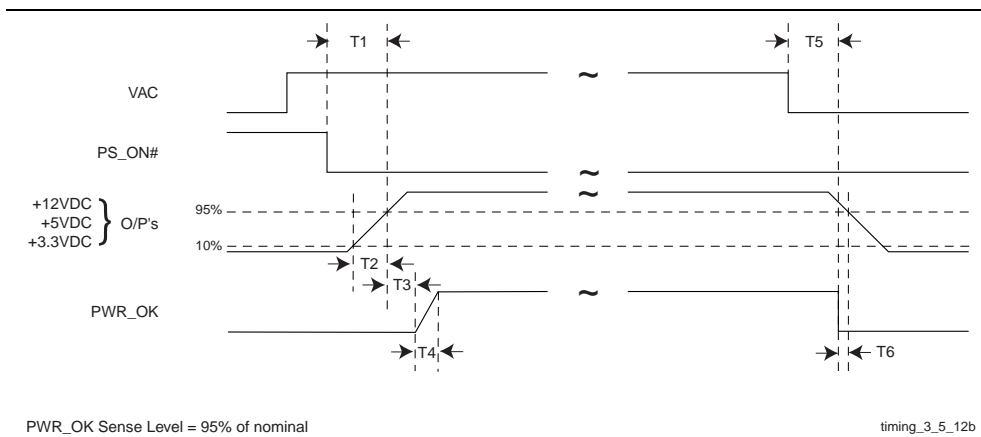 T1
T5
VAC
PS_ON#
+12VDC
+5VDC
+3.3VDC
} O/P's
95%
10%
T2
T3
PWR_OK
T4
T6
~
~
~
~
PWR_OK Sense Level = 95% of nominal
timing_3_5_12b